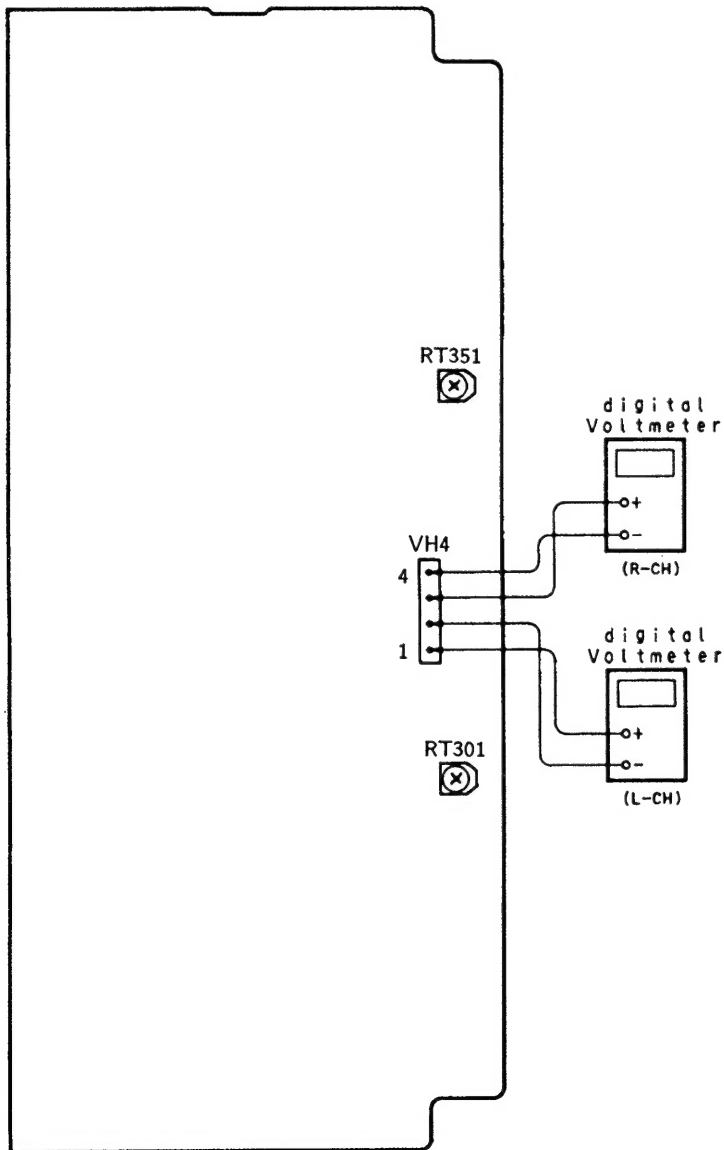 RT351
digital
Voltmeter
+
-
(R-CH)
VH4
4
1
digital
Voltmeter
+
-
(L-CH)
RT301